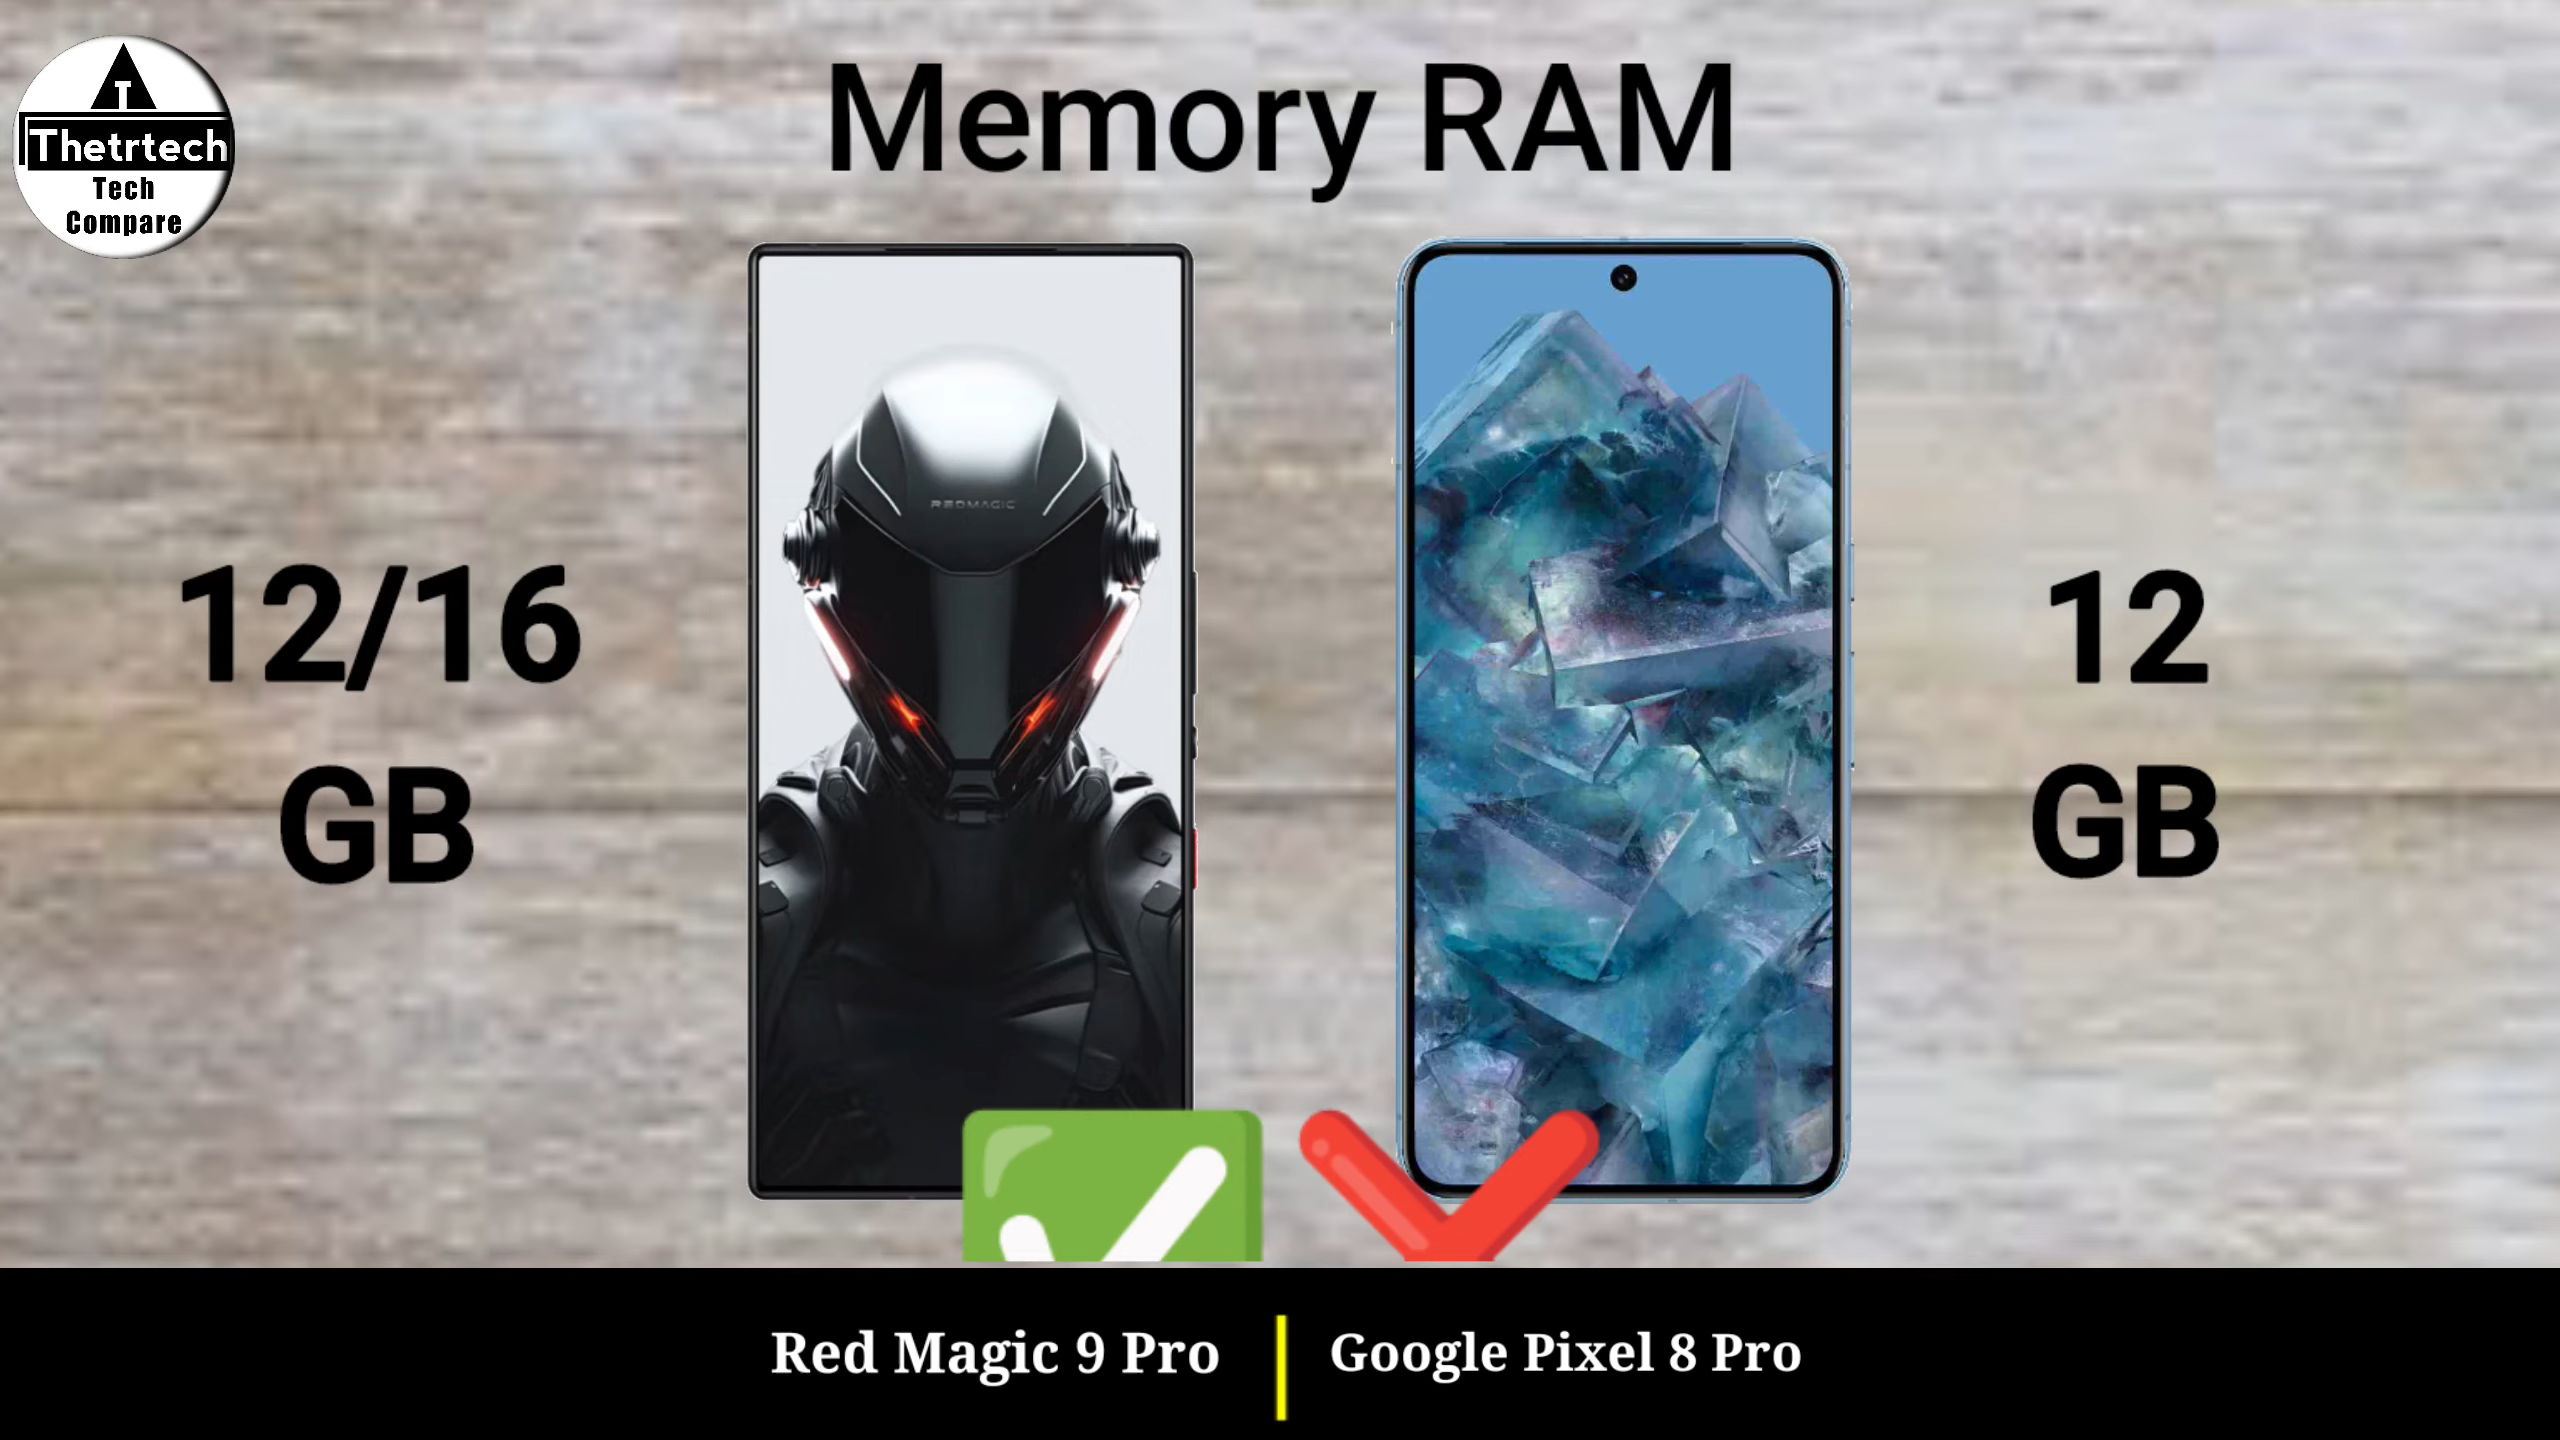 T
Thetrtech
Tech
Compare
Memory RAM
REDMAGIC
12/16
GB
12
GB
Red Magic 9 Pro
Google Pixel 8 Pro